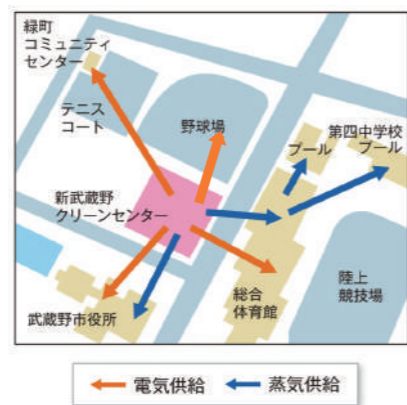 緑町
コミュニティ
センター
テニス
コート
野球場
第四中学校
プール
プール
新武蔵野
クリーンセンター
総合
体育館
陸上
競技場
武蔵野市役所
電気供給
蒸気供給